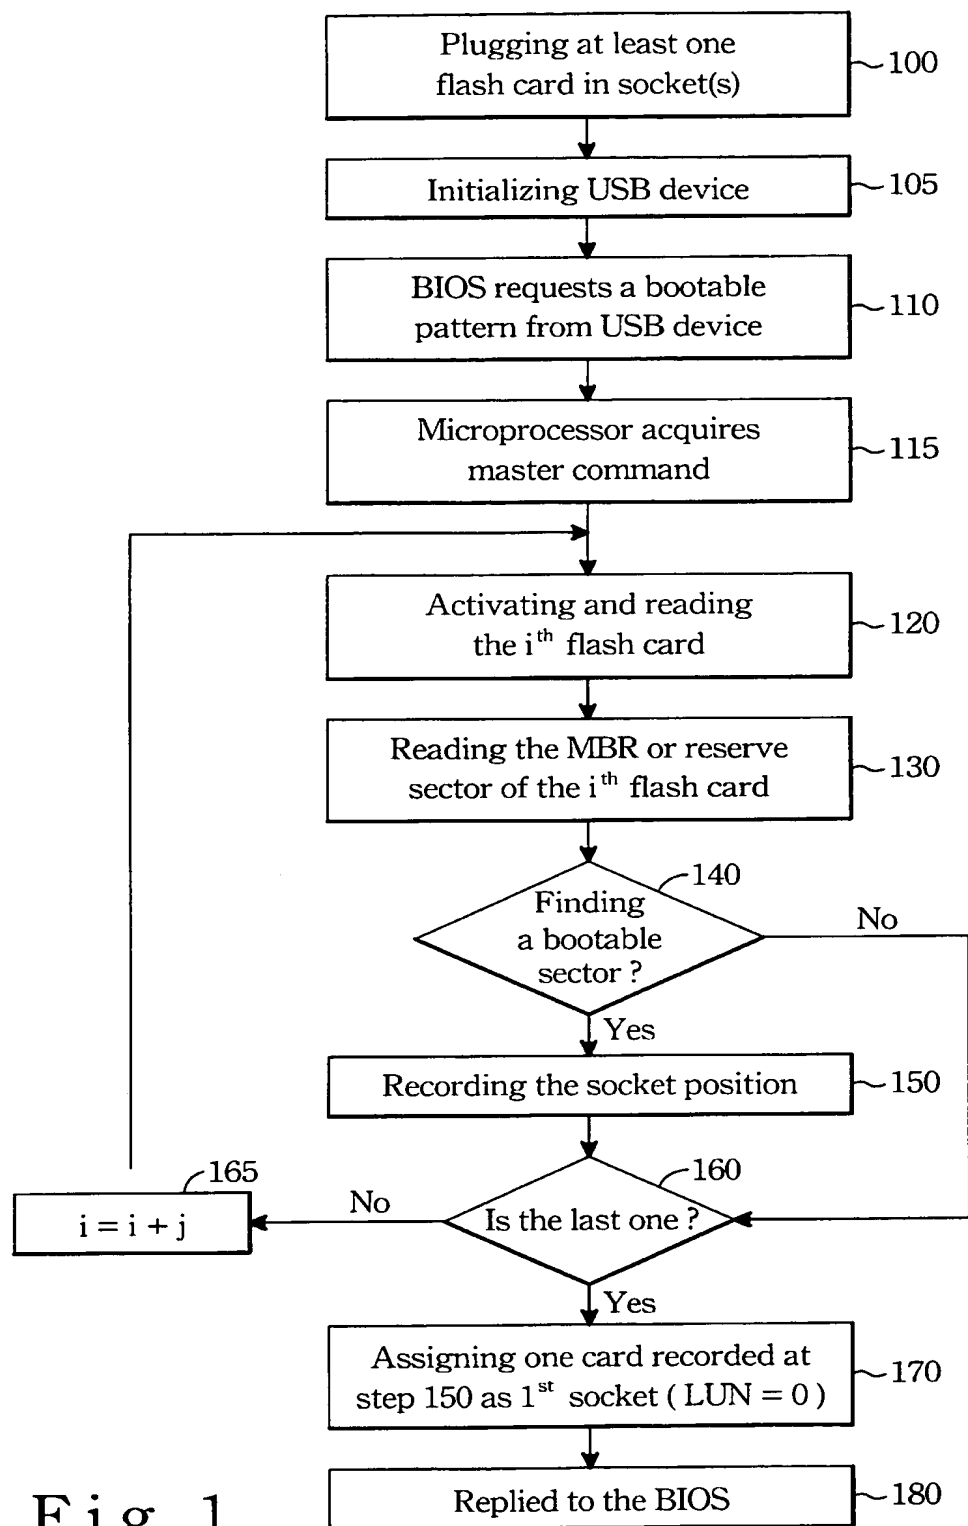 Plugging at least one
flash card in socket(s)
100
Initializing USB device
105
BIOS requests a bootable
pattern from USB device
110
Microprocessor acquires
master command
115
Activating and reading
the i th flash card
120
Reading the MBR or reserve
sector of the i th flash card
130
140
Finding
a bootable
sector ?
No
Yes
Recording the socket position
150
160
Is the last one ?
No
165
i = i + j
Yes
Assigning one card recorded at
step 150 as 1 st socket ( LUN = 0 )
170
Replied to the BIOS
180
Fig. 1